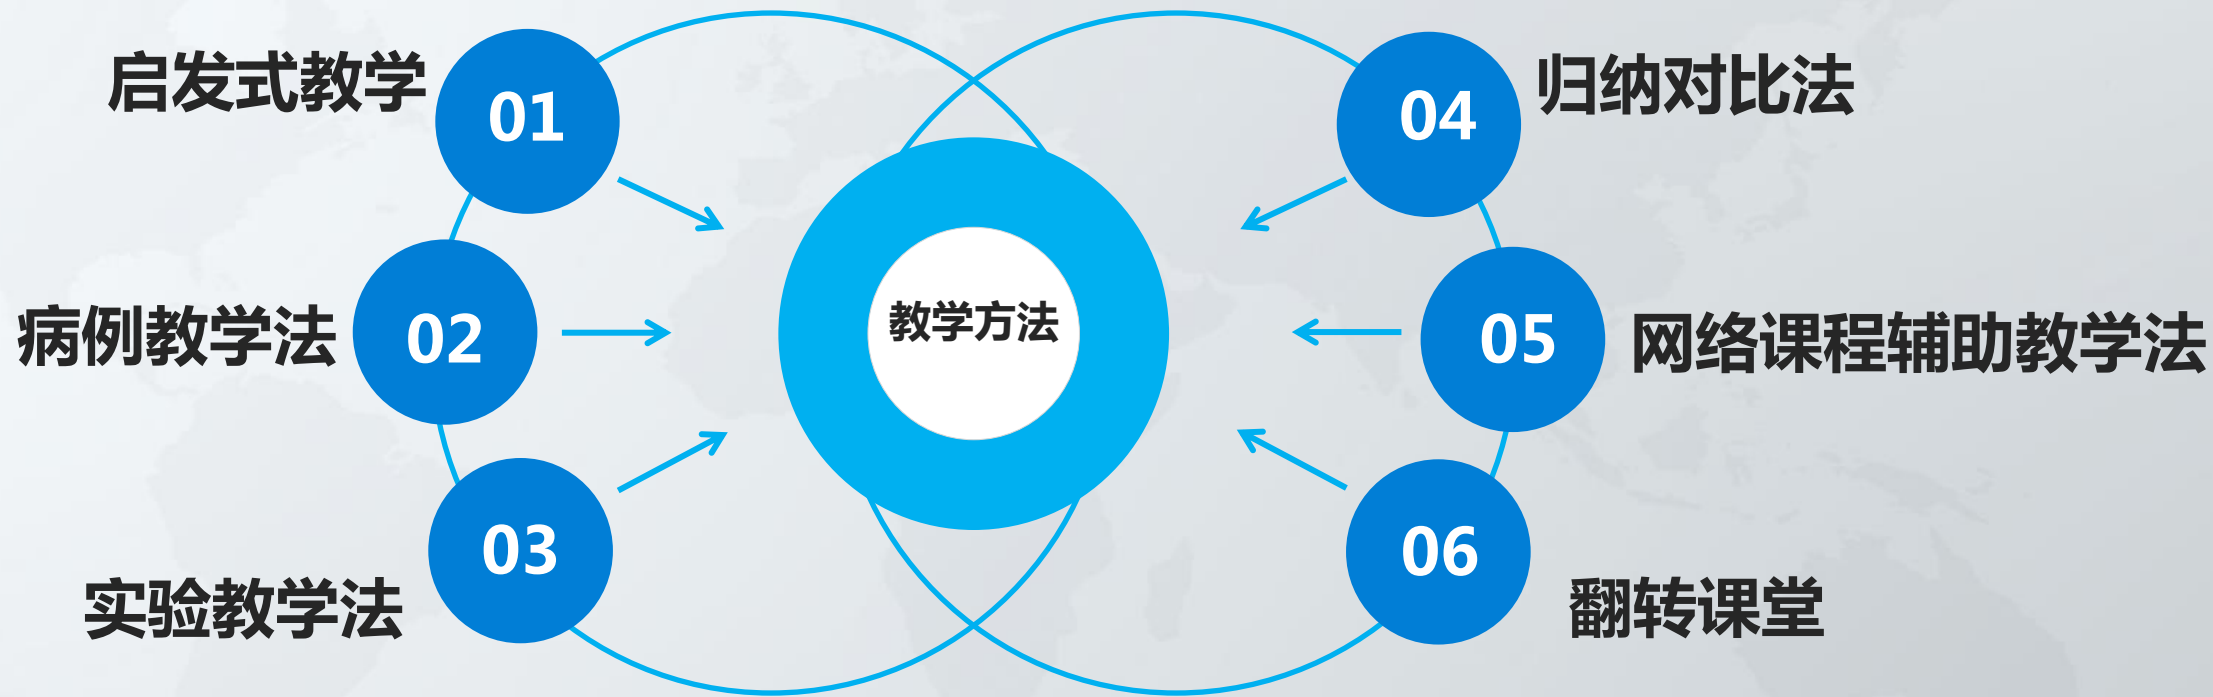 启发式教学
01
病例教学法
02
实验教学法
03
教学方法
04
归纳对比法
05
网络课程辅助教学法
06
翻转课堂